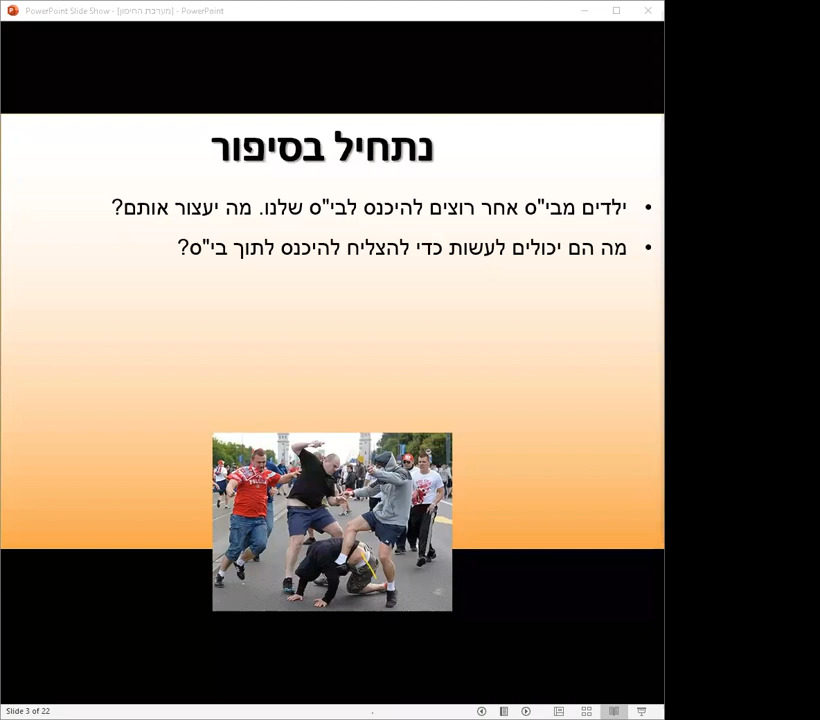 PowerPoint Slide Show - [מערכת החיסון] - PowerPoint
נתחיל בסיפור
• ילדים מבי"ס אחר רוצים להיכנס לבי"ס שלנו. מה יעצור אותם?
• מה הם יכולים לעשות כדי להצליח להיכנס לתוך בי"ס?
Slide 3 of 22